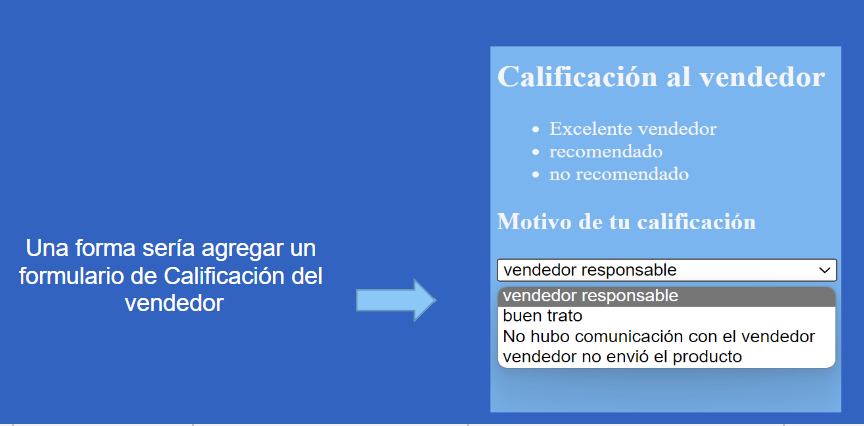 Una forma sería agregar un
formulario de Calificación del
vendedor
Calificación al vendedor
• Excelente vendedor
• recomendado
• no recomendado
Motivo de tu calificación
vendedor responsable
vendedor responsable
buen trato
No hubo comunicación con el vendedor
vendedor no envió el producto